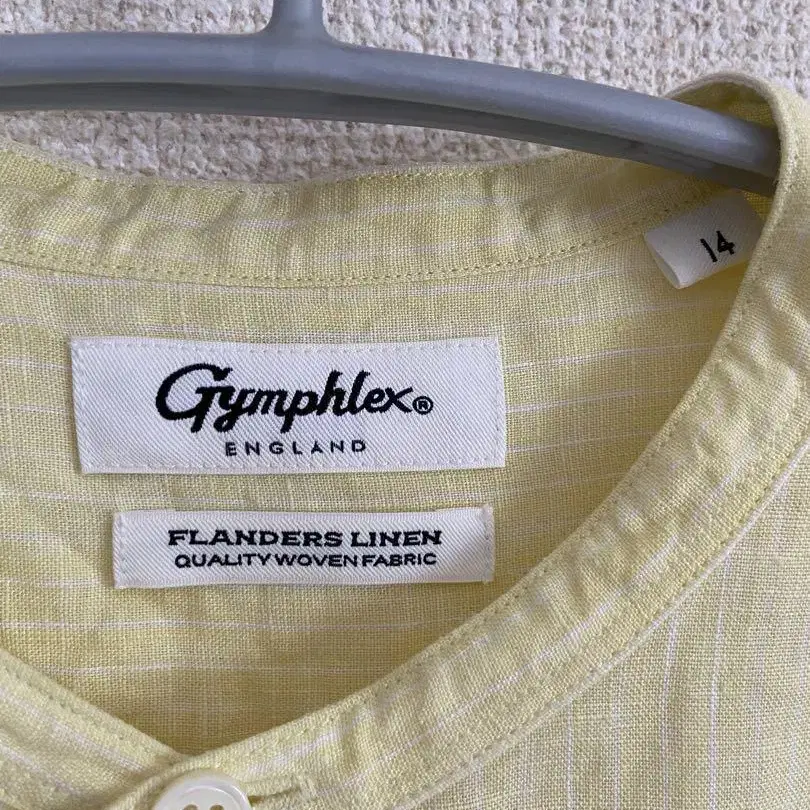 14
Gymphlex®
ENGLAND
FLANDERS LINEN
QUALITY WOVEN FABRIC